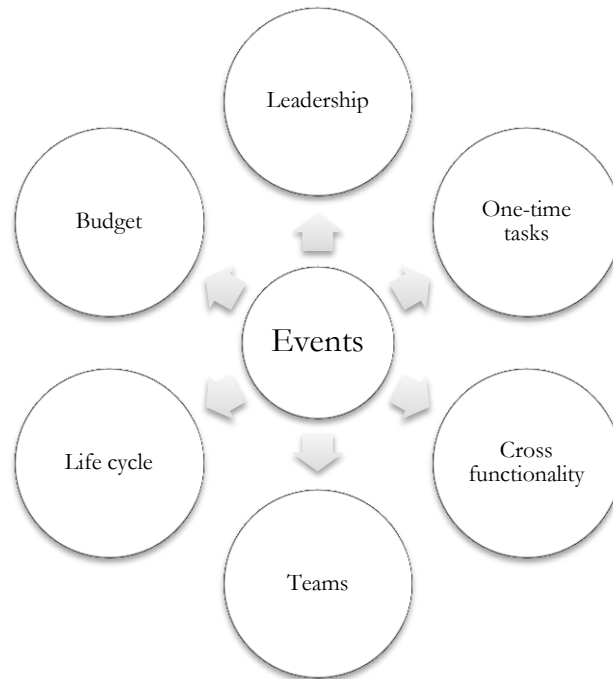 Leadership
Budget
One-time
tasks
Events
Life cycle
Cross
functionality
Teams